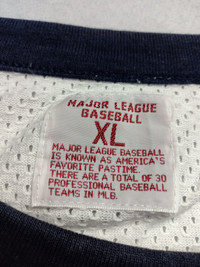 MAJOR LEAGUE
BASEBALL
XL
MAJOR LEAGUE BASEBALL
IS KNOWN AS AMERICA'S
FAVORITE PASTIME.
THERE ARE A TOTAL OF 30
PROFESSIONAL BASEBALL
TEAMS IN MLB.